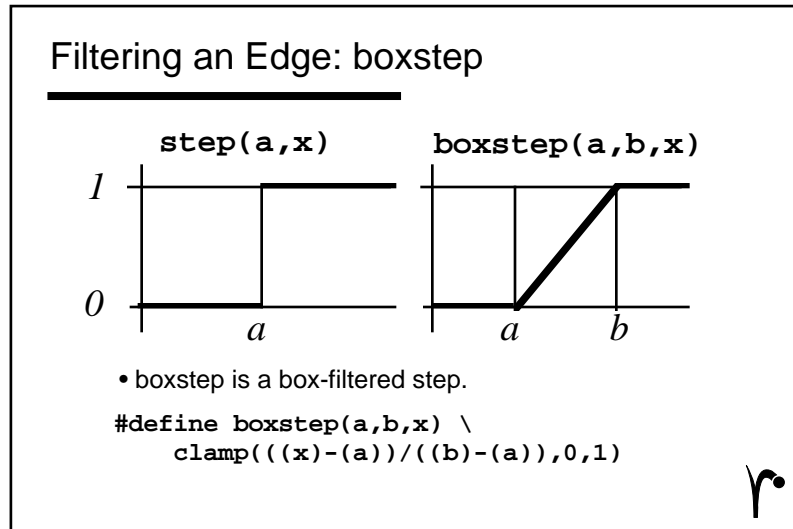 Filtering an Edge: boxstep
step(a,x)
boxstep(a,b,x)
1
0
a
a
b
• boxstep is a box-filtered step.
#define boxstep(a,b,x) \
clamp(((x)-(a))/((b)-(a)),0,1)